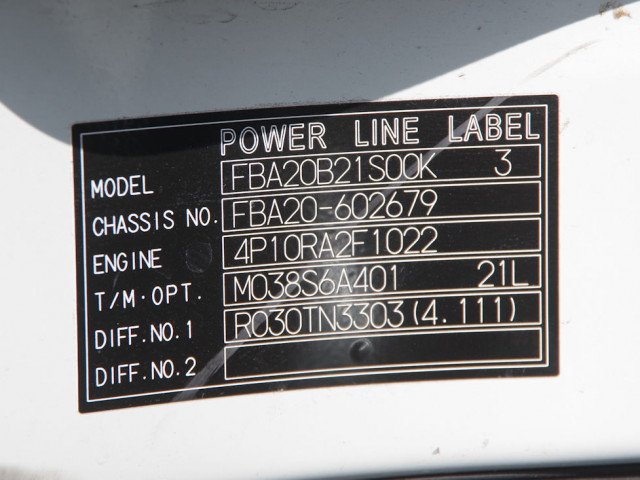 POWER LINE LABEL
MODEL FBA20B21S00K 3
CHASSIS NO. FBA20-602679
ENGINE 4P10RA2F1022
T/M·OPT. M038S6A401 21L
DIFF.NO.1 R030TN3303(4.111)
DIFF.NO.2